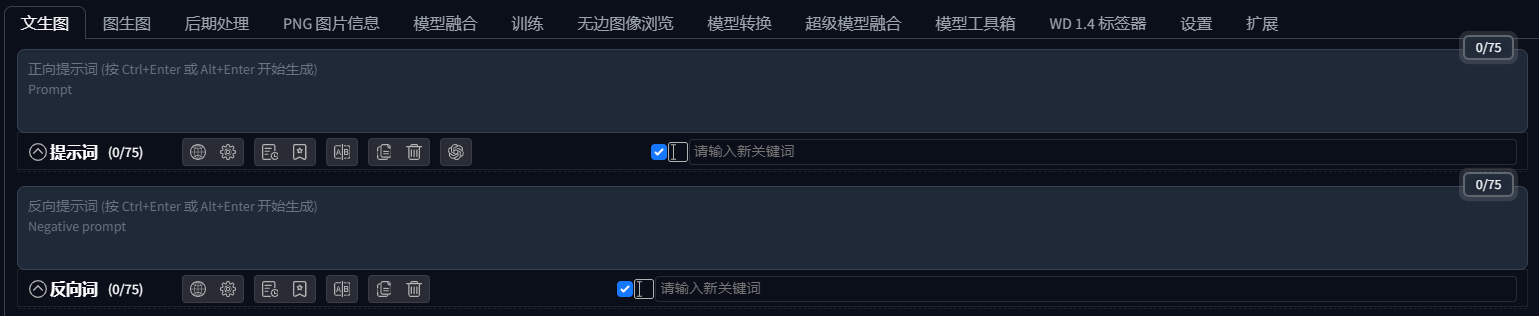 文生图 图生图 后期处理 PNG 图片信息 模型融合 训练 无边图像浏览 模型转换 超级模型融合 模型工具箱 WD 1.4 标签器 设置 扩展
0/75
正向提示词 (按 Ctrl+Enter 或 Alt+Enter 开始生成)
Prompt
提示词 (0/75) 请输入新关键词
0/75
反向提示词 (按 Ctrl+Enter 或 Alt+Enter 开始生成)
Negative prompt
反向词 (0/75) 请输入新关键词